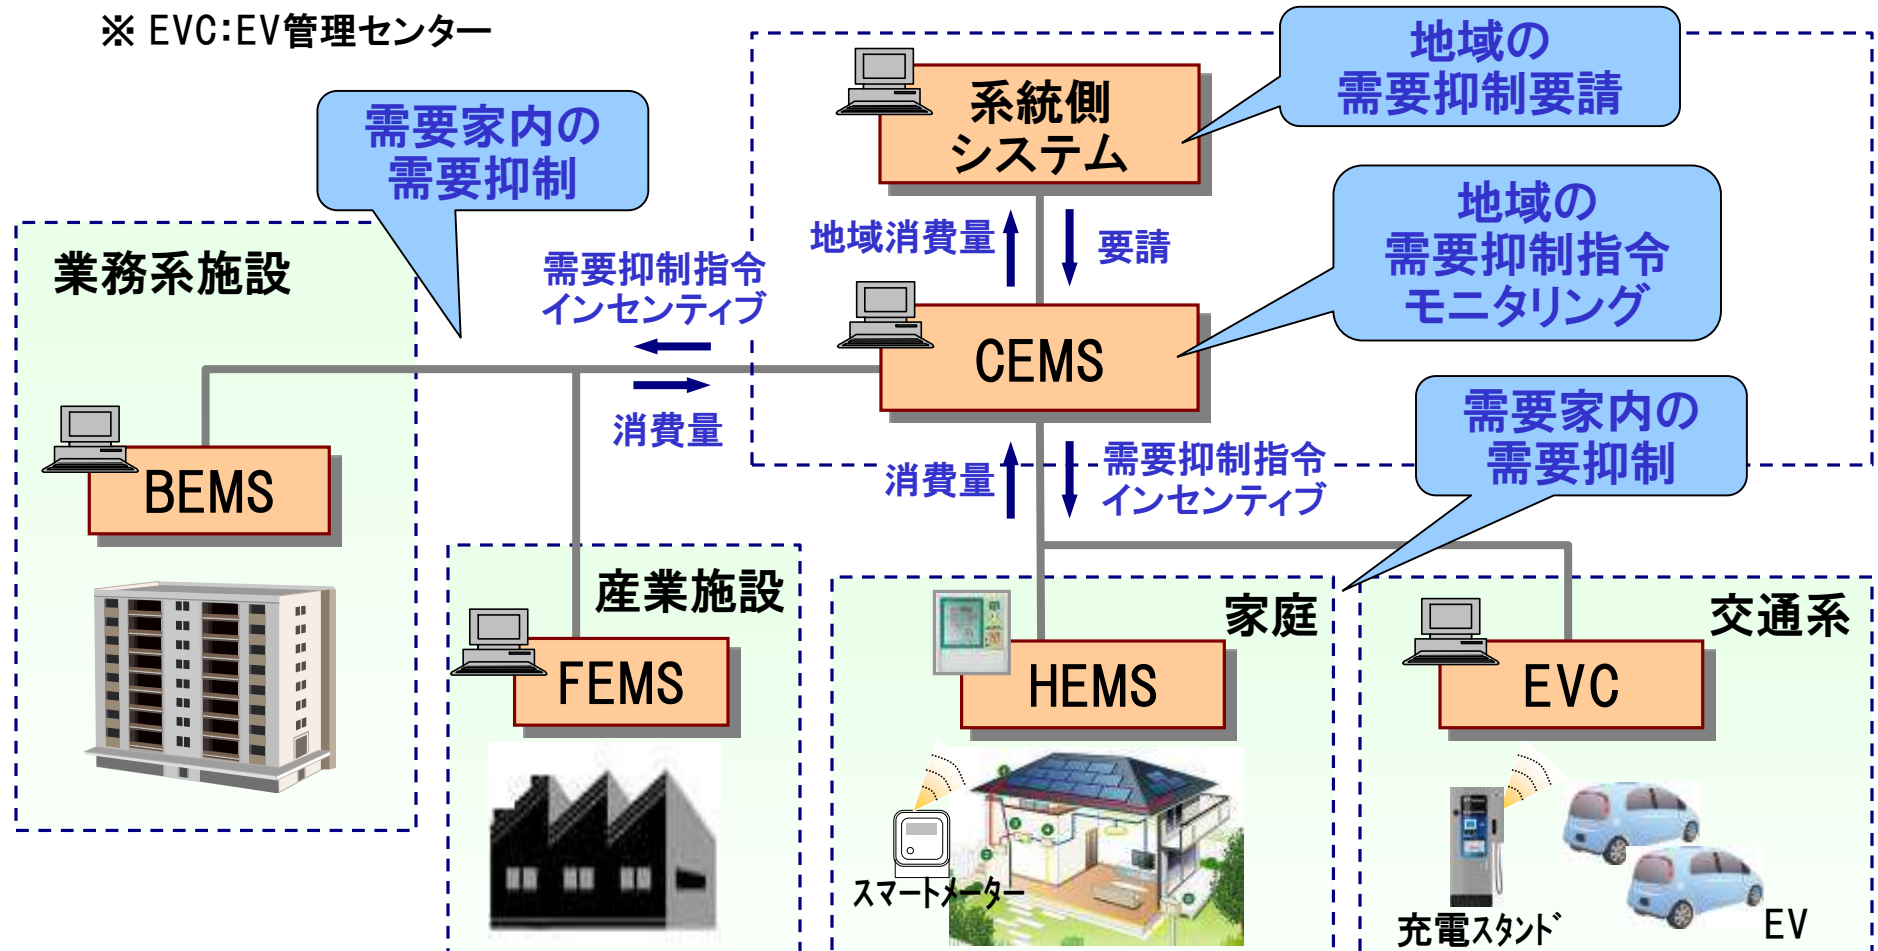 ※ EVC:EV管理センター
地域の
需要抑制要請
系統側
システム
需要家内の
需要抑制
地域の
需要抑制指令
モニタリング
地域消費量
要請
業務系施設
需要抑制指令
インセンティブ
CEMS
消費量
需要家内の
需要抑制
消費量
需要抑制指令
インセンティブ
BEMS
産業施設
家庭
交通系
FEMS
HEMS
EVC
スマートメーター
充電スタンド
EV